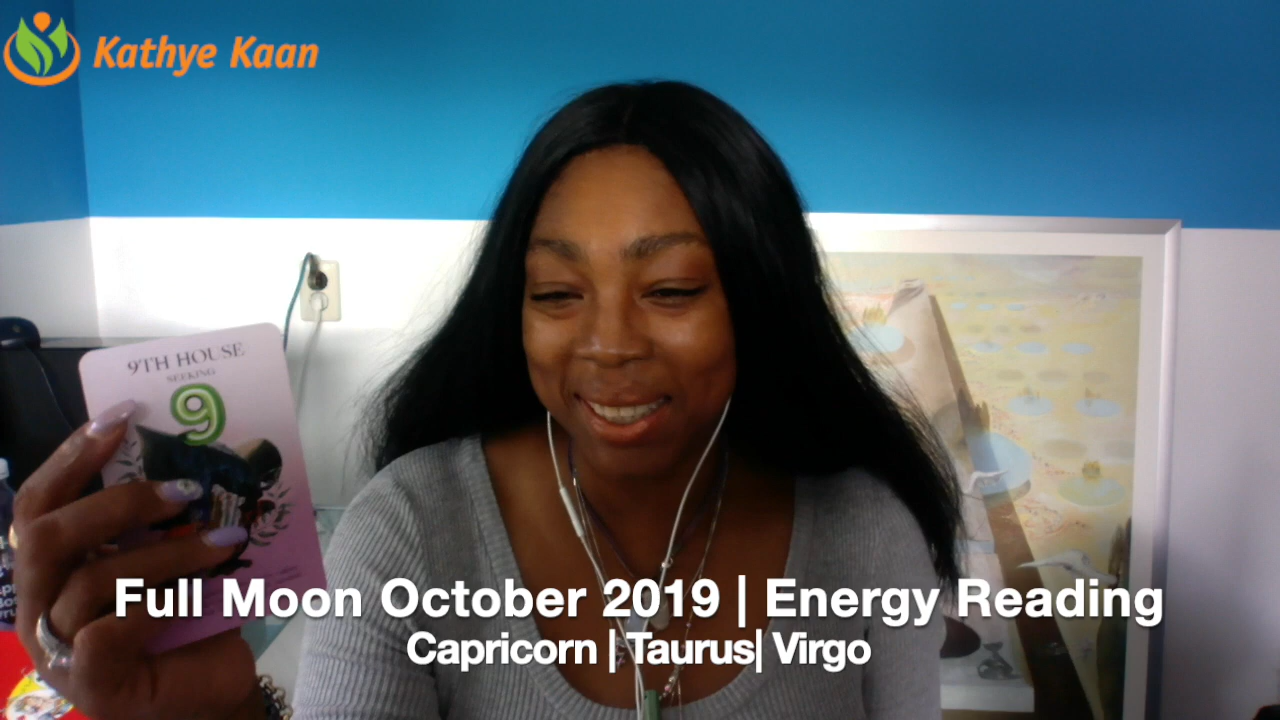 Kathye Kaan
9TH HOUSE
SEEKING
9
Full Moon October 2019 | Energy Reading
Capricorn | Taurus| Virgo